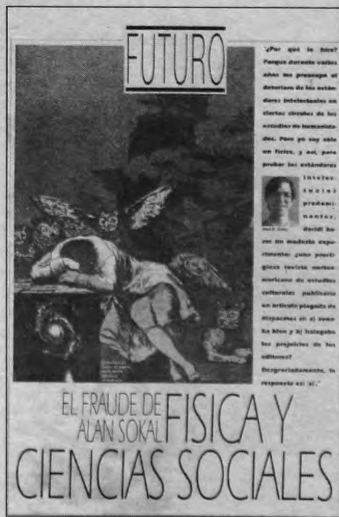 FUTURO
"¿Por qué lo hice?
Porque durante varios
años me preocupó el
deterioro de los están-
dares intelectuales en
ciertos círculos de los
estudios de humanida-
des. Pero yo soy sólo
un físico, y así, para
probar los estándares
intelec-
tuales
predomi-
nantes,
decidí ha-
cer un modesto expe-
rimento: ¿una presti-
giosa revista nortea-
mericana de estudios
culturales publicaría
un artículo plagado de
disparates si a) sona-
ba bien y b) halagaba
los prejuicios de los
editores?
Desgraciadamente, la
respuesta es: 'sí'."
EL FRAUDE DE
ALAN SOKAL
FISICA Y
CIENCIAS SOCIALES